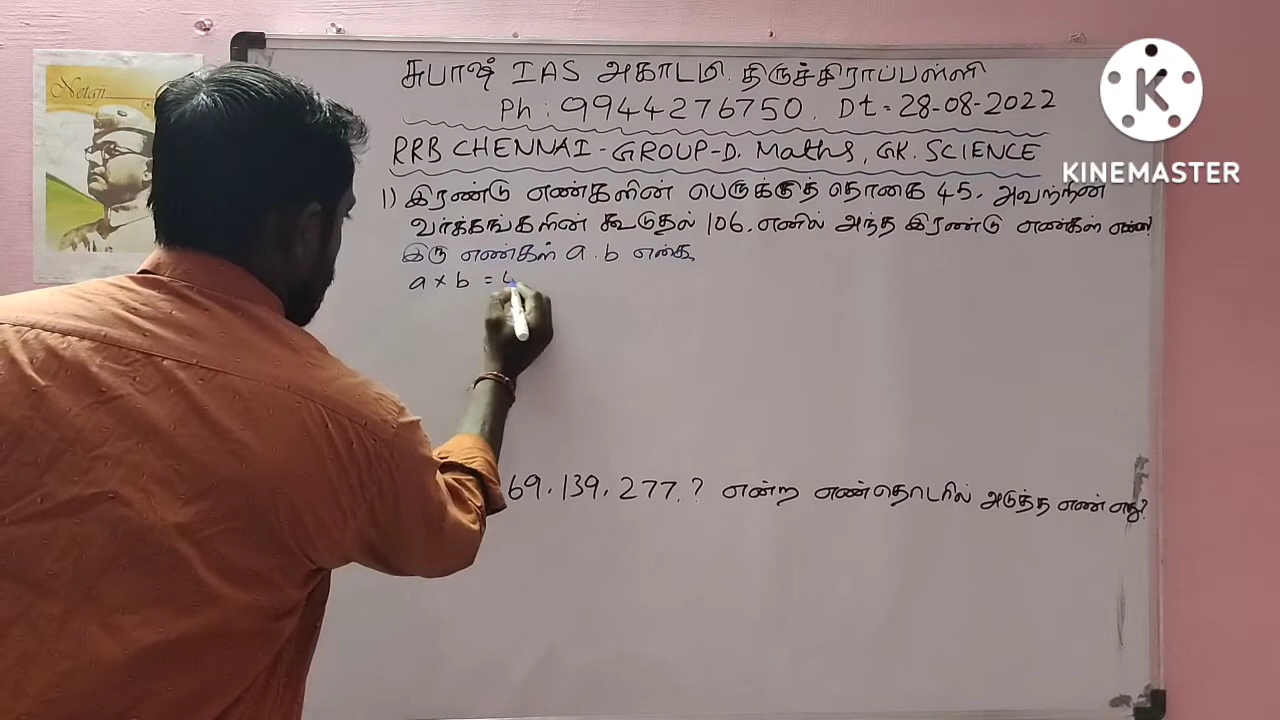 Netaji
சுபாஷ் IAS அகாடமி. திருச்சிராப்பள்ளி
Ph : 9944276750. Dt - 28-08-2022
RRB CHENNAI - GROUP-D. Maths, GK. SCIENCE
1) இரண்டு எண்களின் பெருக்குத் தொகை 45. அவற்றின்
வர்க்கங்களின் கூடுதல் 106. எனில் அந்த இரண்டு எண்கள் என்ன?
இரு எண்கள் a. b என்க.
a × b =
69, 139, 277, ? என்ற எண்தொடரில் அடுத்த எண் எது?
KINEMASTER